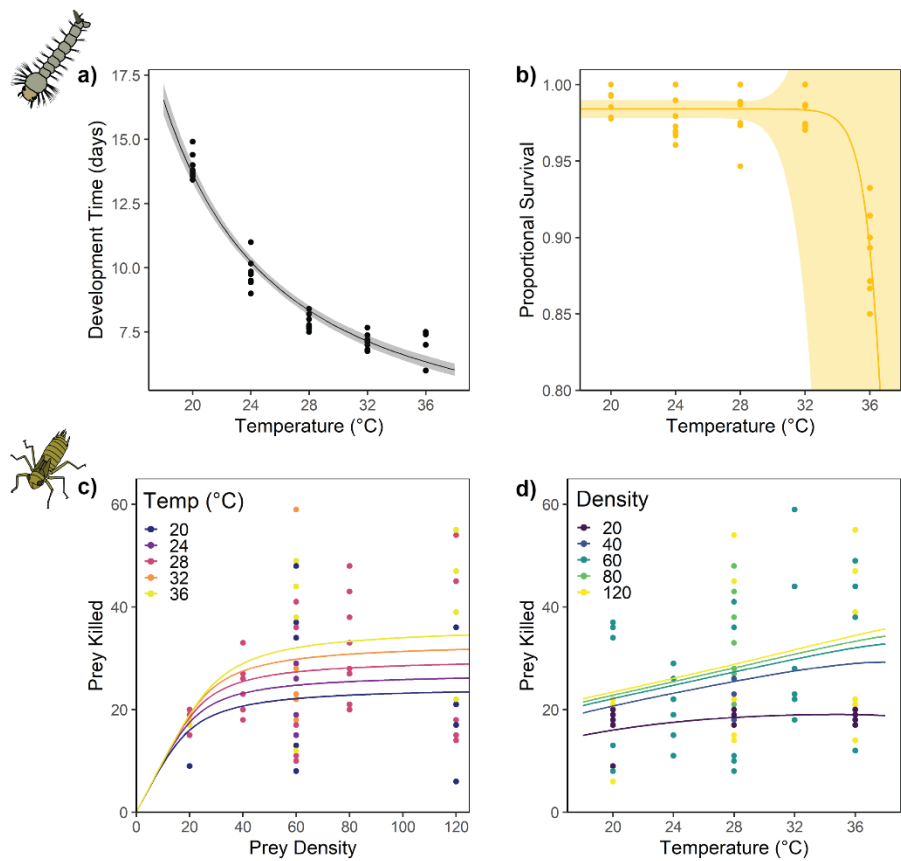 a)
17.5
15.0
12.5
10.0
7.5
Development Time (days)
20 24 28 32 36
Temperature (°C)
b)
1.00
0.95
0.90
0.85
0.80
Proportional Survival
20 24 28 32 36
Temperature (°C)
c)
Temp (°C)
20
24
28
32
36
60
40
20
0
Prey Killed
0 20 40 60 80 100 120
Prey Density
d)
Density
20
40
60
80
120
60
40
20
0
Prey Killed
20 24 28 32 36
Temperature (°C)